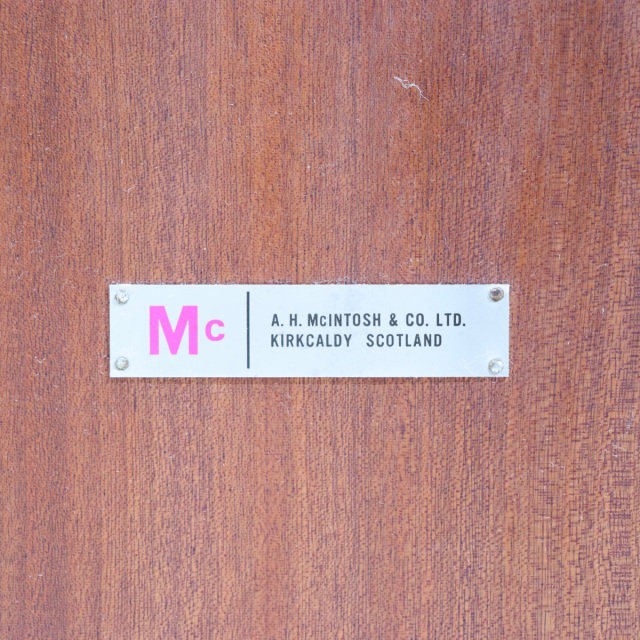 Mc
A. H. McINTOSH & CO. LTD.
KIRKCALDY SCOTLAND